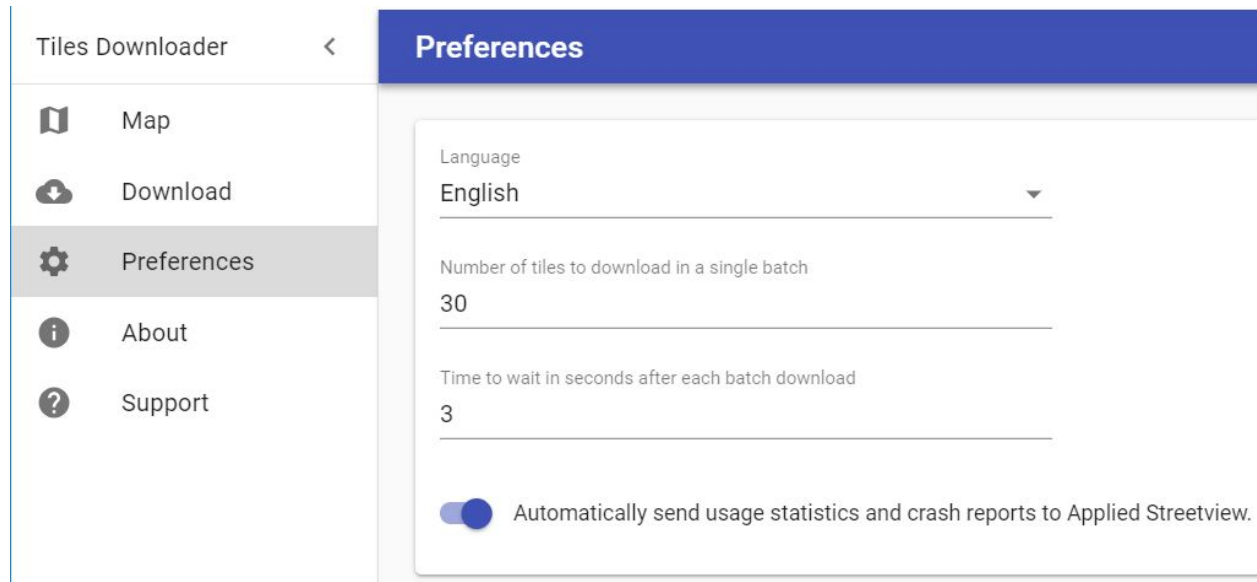 Tiles Downloader
Preferences
Map
Download
Preferences
About
Support
Language
English
Number of tiles to download in a single batch
30
Time to wait in seconds after each batch download
3
Automatically send usage statistics and crash reports to Applied Streetview.